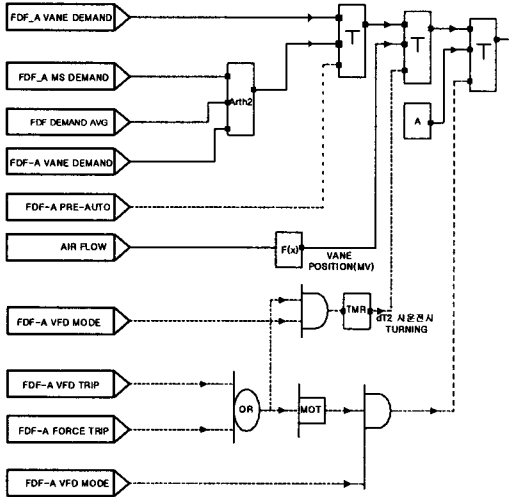 FDF_A VANE DEMAND
T
T
T
FDF_A MS DEMAND
Arth2
FDF DEMAND AVG
A
FDF-A VANE DEMAND
FDF-A PRE-AUTO
AIR FLOW
F(x)
VANE
POSITION(MV)
FDF-A VFD MODE
TMR
dT2 시운전시
TURNING
FDF-A VFD TRIP
OR
MOT
FDF-A FORCE TRIP
FDF-A VFD MODE